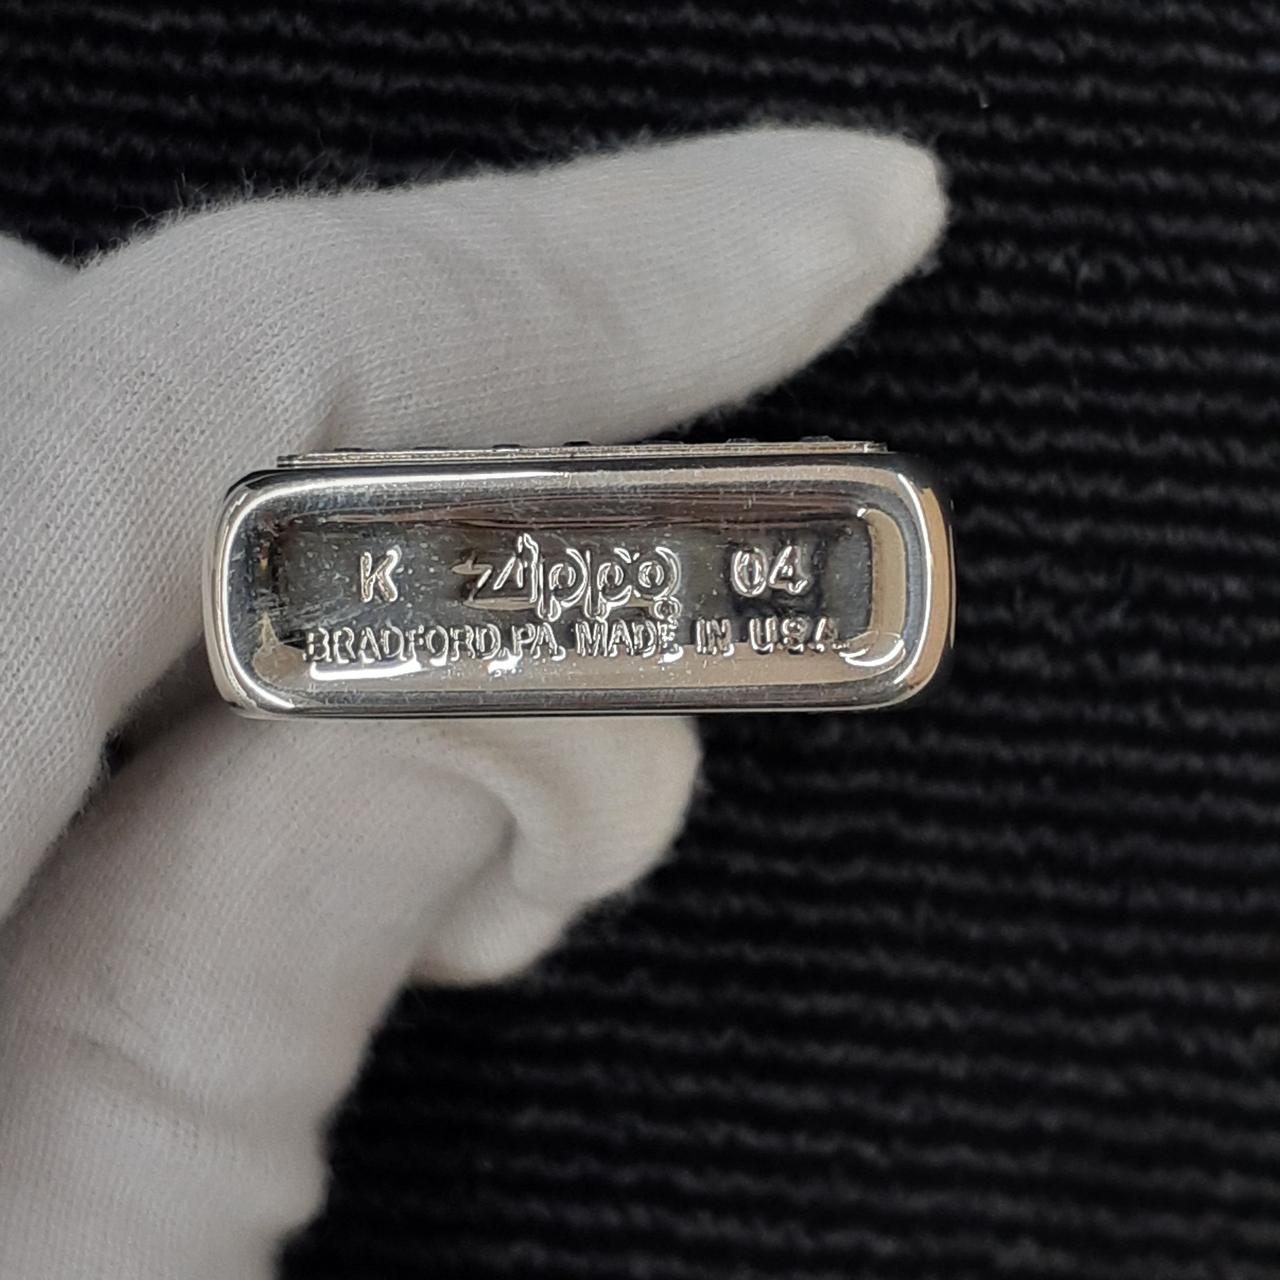 K Zippo 04
BRADFORD,PA. MADE IN U.S.A.